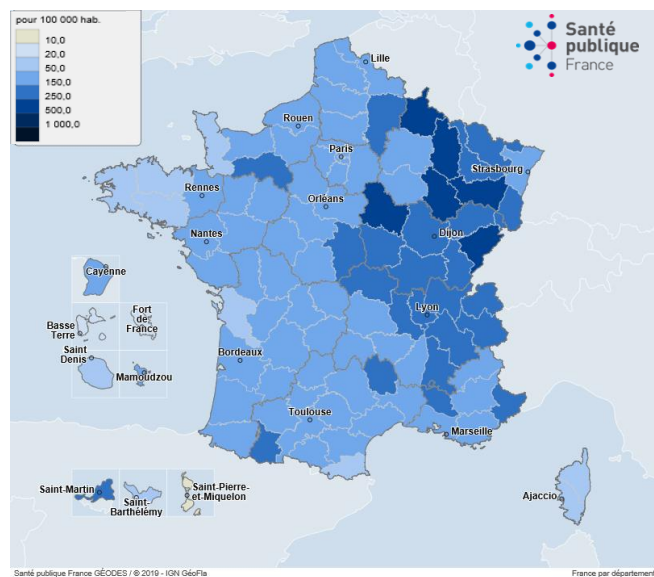 pour 100 000 hab.
10,0
20,0
50,0
150,0
250,0
500,0
1 000,0
Santé
publique
France
Lille
Rouen
Paris
Strasbourg
Rennes
Orléans
Nantes
Dijon
Cayenne
Fort
de
France
Basse
Terre
Lyon
Saint
Denis
Mamoudzou
Bordeaux
Toulouse
Marseille
Saint-Martin
Saint-
Barthélémy
Saint-Pierre-
et-Miquelon
Ajaccio
Santé publique France GÉODES / © 2019 - IGN GéoFla
France par département